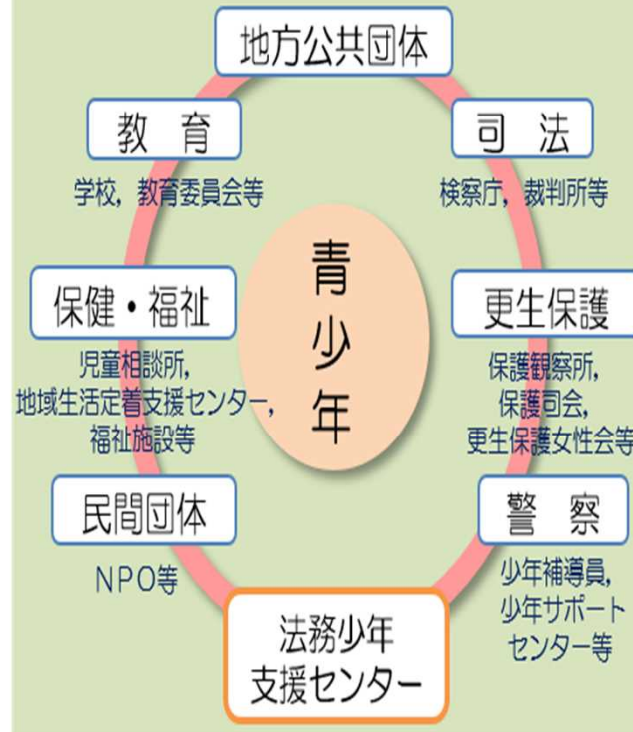 地方公共団体
教　育
学校，教育委員会等
司　法
検察庁，裁判所等
青
少
年
保健・福祉
児童相談所，
地域生活定着支援センター，
福祉施設等
更生保護
保護観察所，
保護司会，
更生保護女性会等
民間団体
ＮＰＯ等
警　察
少年補導員，
少年サポート
センター等
法務少年
支援センター